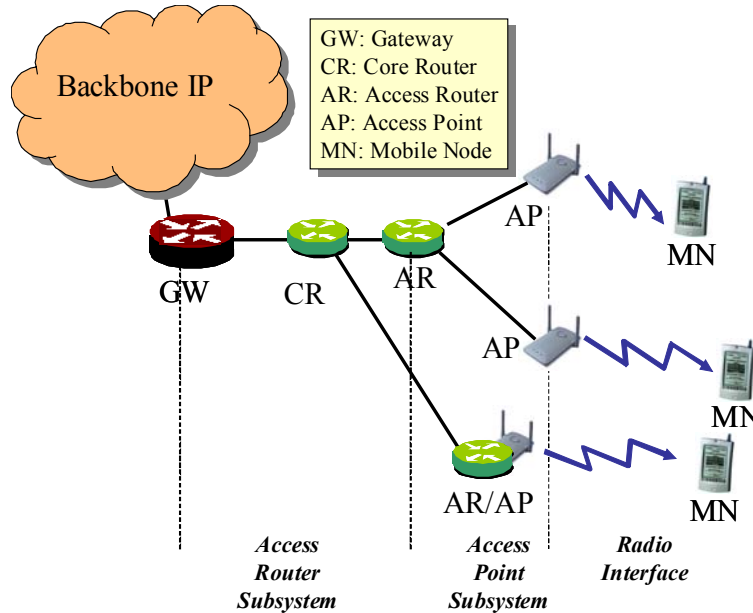 Backbone IP
GW: Gateway
CR: Core Router
AR: Access Router
AP: Access Point
MN: Mobile Node
AP
MN
GW
CR
AR
AP
MN
AR/AP
MN
Access
Router
Subsystem
Access
Point
Subsystem
Radio
Interface